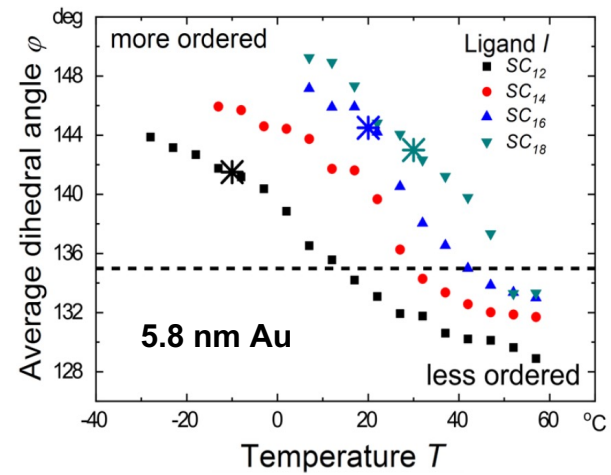 deg
more ordered
Ligand l
SC12
SC14
SC16
SC18
148
144
140
136
132
128
Average dihedral angle φ
5.8 nm Au
less ordered
-40 -20 0 20 40 60 °C
Temperature T